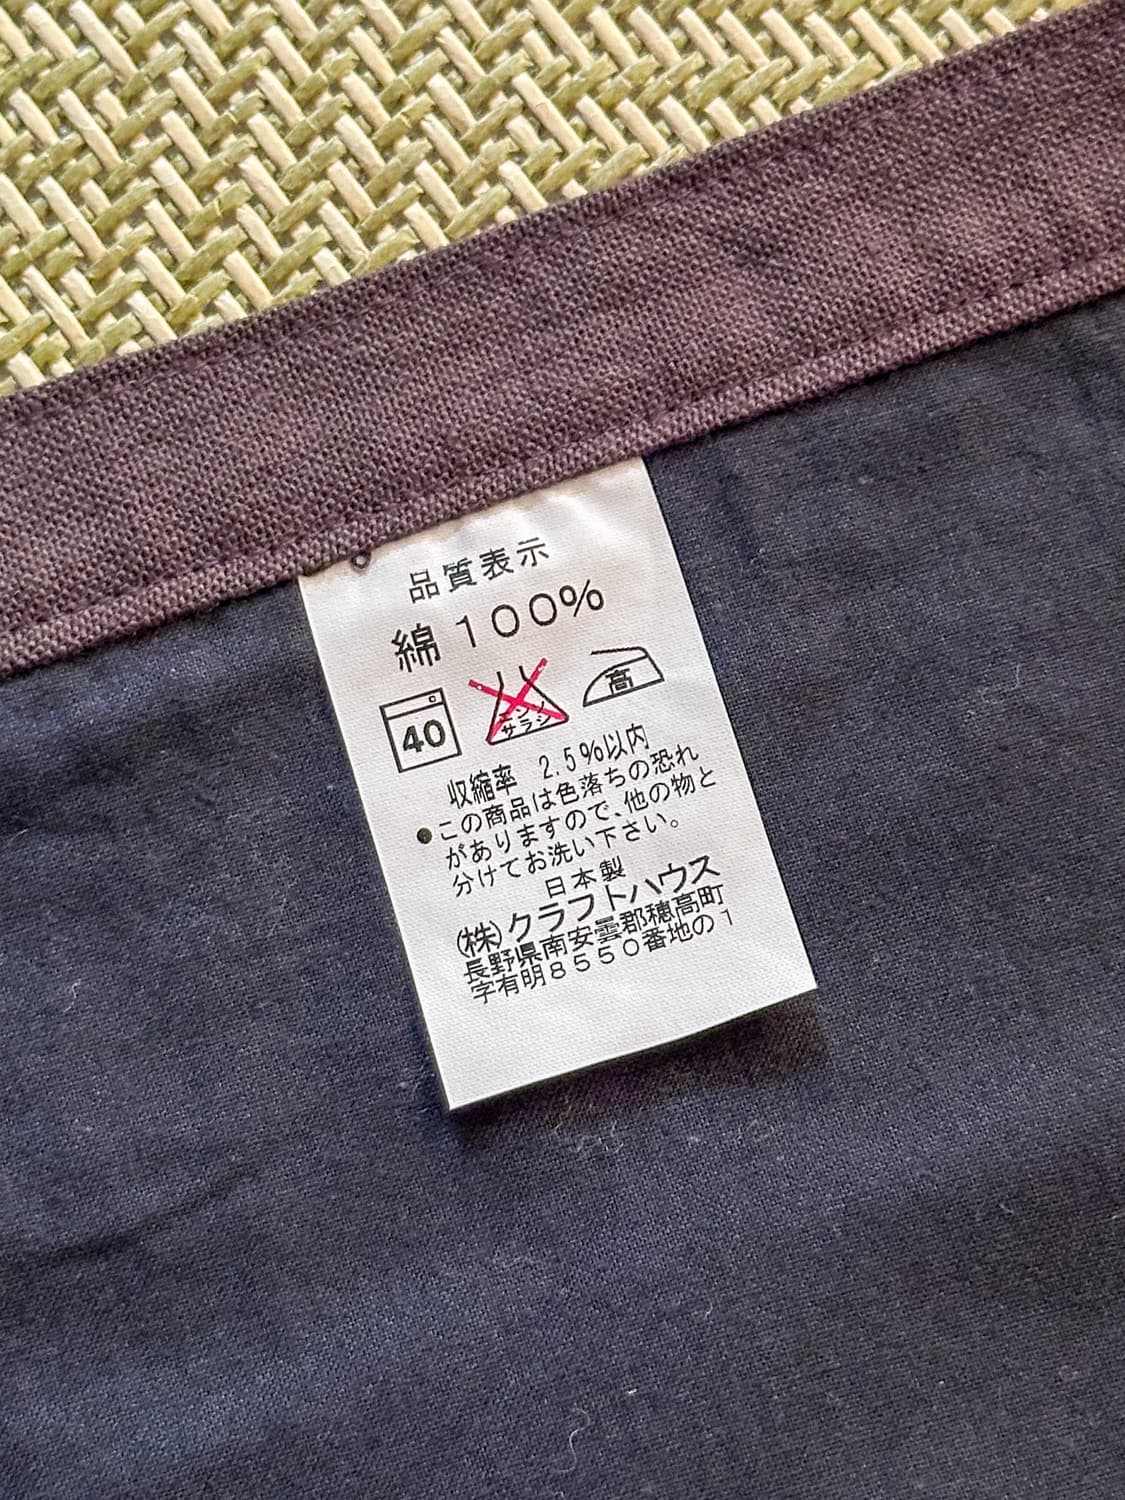 品質表示
綿100%
40
エンソ
サラシ
高
収縮率 2.5%以内
●この商品は色落ちの恐れ
がありますので、他の物と
分けてお洗い下さい。
日本製
(株)クラフトハウス
長野県南安曇郡穂高町
字有明8550番地の1